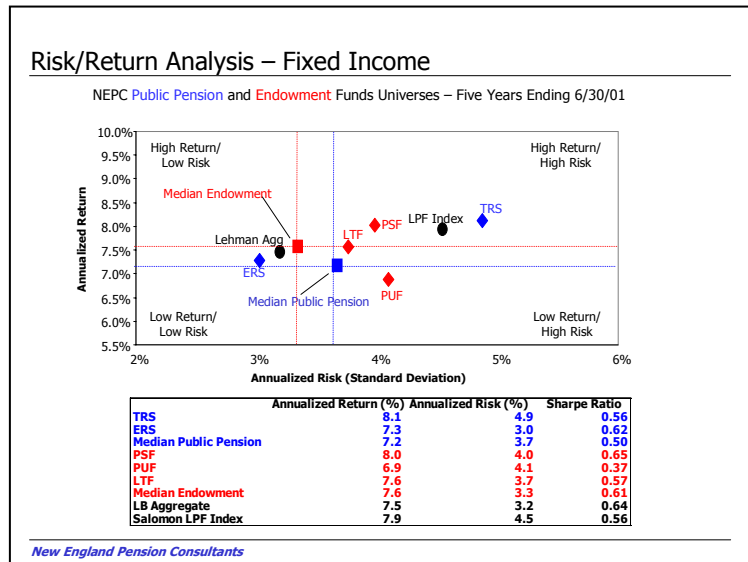 Risk/Return Analysis – Fixed Income
NEPC Public Pension and Endowment Funds Universes – Five Years Ending 6/30/01
Annualized Return
10.0%
9.5%
9.0%
8.5%
8.0%
7.5%
7.0%
6.5%
6.0%
5.5%
High Return/
Low Risk
High Return/
High Risk
Median Endowment
PSF
LPF Index
TRS
LTF
Lehman Agg
ERS
Median Public Pension
PUF
Low Return/
Low Risk
Low Return/
High Risk
2% 3% 4% 5% 6%
Annualized Risk (Standard Deviation)
Annualized Return (%) Annualized Risk (%) Sharpe Ratio
TRS 8.1 4.9 0.56
ERS 7.3 3.0 0.62
Median Public Pension 7.2 3.7 0.50
PSF 8.0 4.0 0.65
PUF 6.9 4.1 0.37
LTF 7.6 3.7 0.57
Median Endowment 7.6 3.3 0.61
LB Aggregate 7.5 3.2 0.64
Salomon LPF Index 7.9 4.5 0.56
New England Pension Consultants